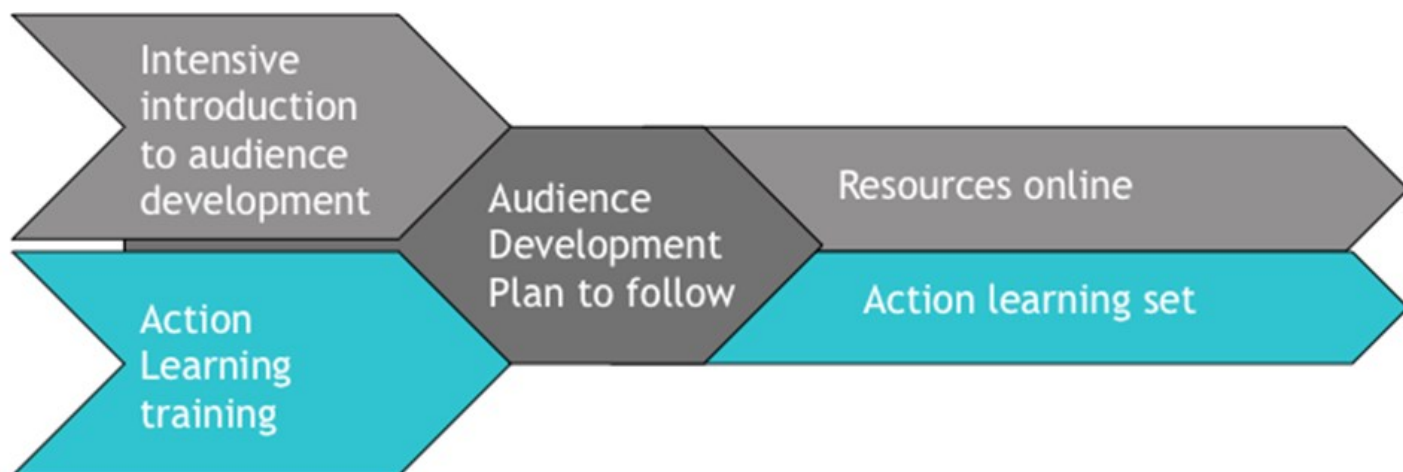 Intensive
introduction
to audience
development
Action
Learning
training
Audience
Development
Plan to follow
Resources online
Action learning set